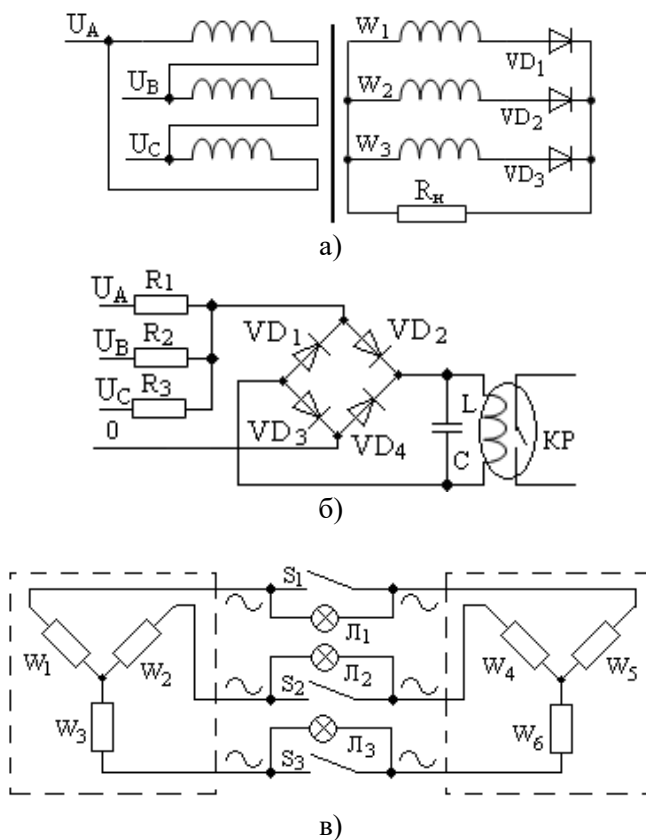 U_A W_1 VD_1
U_B W_2 VD_2
U_C W_3 VD_3
R_н
а)
U_A R1 VD_1 VD_2
U_B R2
U_C R3 VD_3 VD_4 L C КР
0
б)
S_1
W_1 W_2 Л_1 W_4 W_5
Л_2
S_2
W_3 Л_3 W_6
S_3
в)